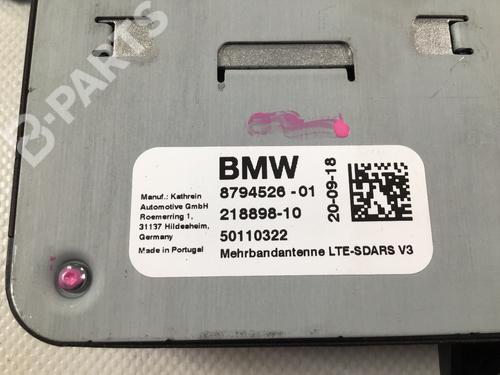 B-PARTS
BMW
Manuf.: Kathrein
Automotive GmbH
Roemerring 1,
31137 Hildesheim,
Germany
Made in Portugal
8794526 -01
218898-10
50110322
20-09-18
Mehrbandantenne LTE-SDARS V3